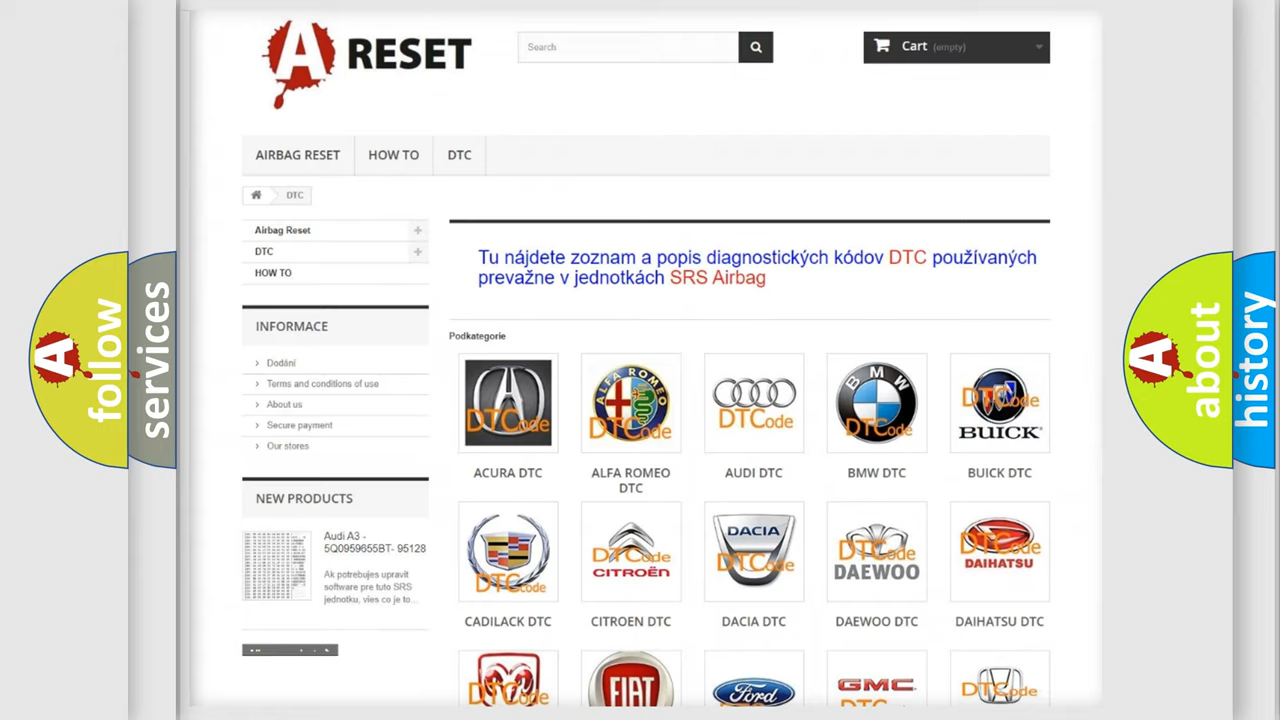 A RESET
Search
Cart (empty)
AIRBAG RESET
HOW TO
DTC
DTC
Airbag Reset
DTC
HOW TO
Tu nájdete zoznam a popis diagnostických kódov DTC používaných
prevažne v jednotkách SRS Airbag
INFORMACE
Dodání
Terms and conditions of use
About us
Secure payment
Our stores
Podkategorie
DTCode
ALFA ROMEO
DTCode
DTCode
BMW
DTCode
DTCode
BUICK
ACURA DTC
ALFA ROMEO
DTC
AUDI DTC
BMW DTC
BUICK DTC
NEW PRODUCTS
Audi A3 -
5Q0959655BT- 95128
Ak potrebujes upravit
software pre tuto SRS
jednotku, vies co je to...
DTCode
DTCode
CITROËN
DACIA
DTCode
DTCode
DAEWOO
DTCode
DAIHATSU
CADILACK DTC
CITROEN DTC
DACIA DTC
DAEWOO DTC
DAIHATSU DTC
DTCode
FIAT
Ford
GMC
DTCode
A follow
services
A about
history